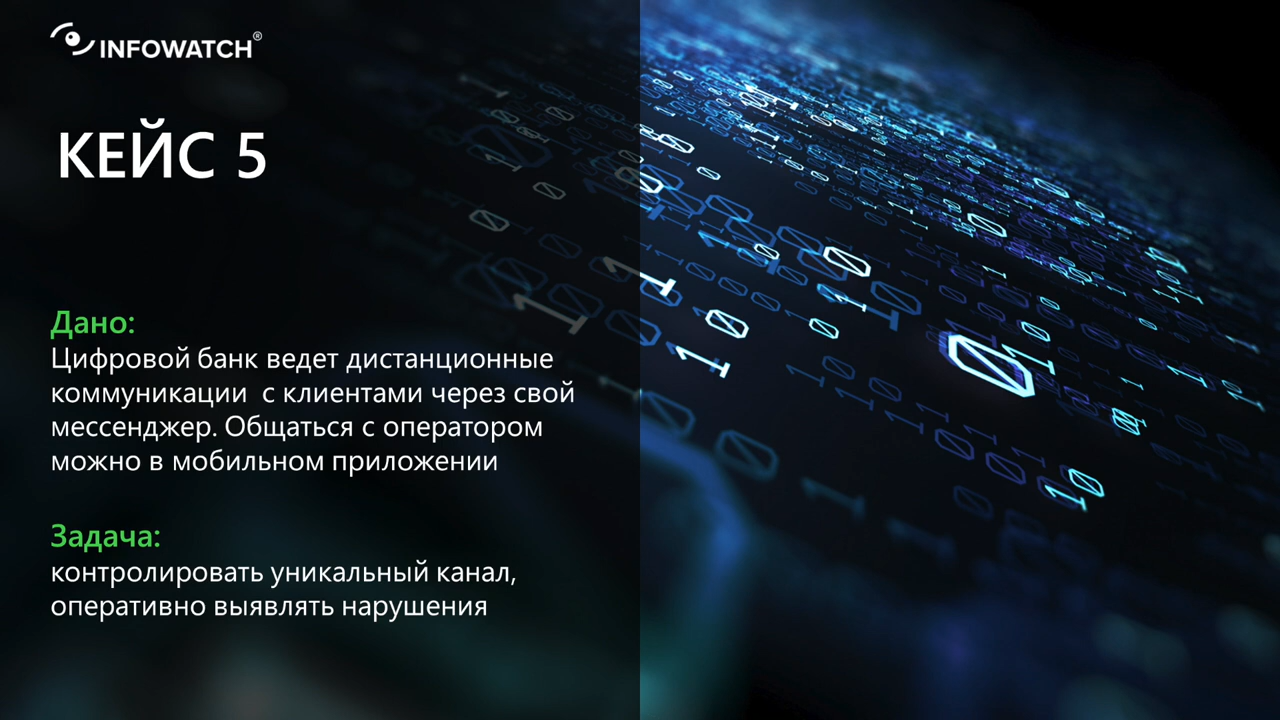 INFOWATCH®
КЕЙС 5
Дано:
Цифровой банк ведет дистанционные
коммуникации с клиентами через свой
мессенджер. Общаться с оператором
можно в мобильном приложении
Задача:
контролировать уникальный канал,
оперативно выявлять нарушения